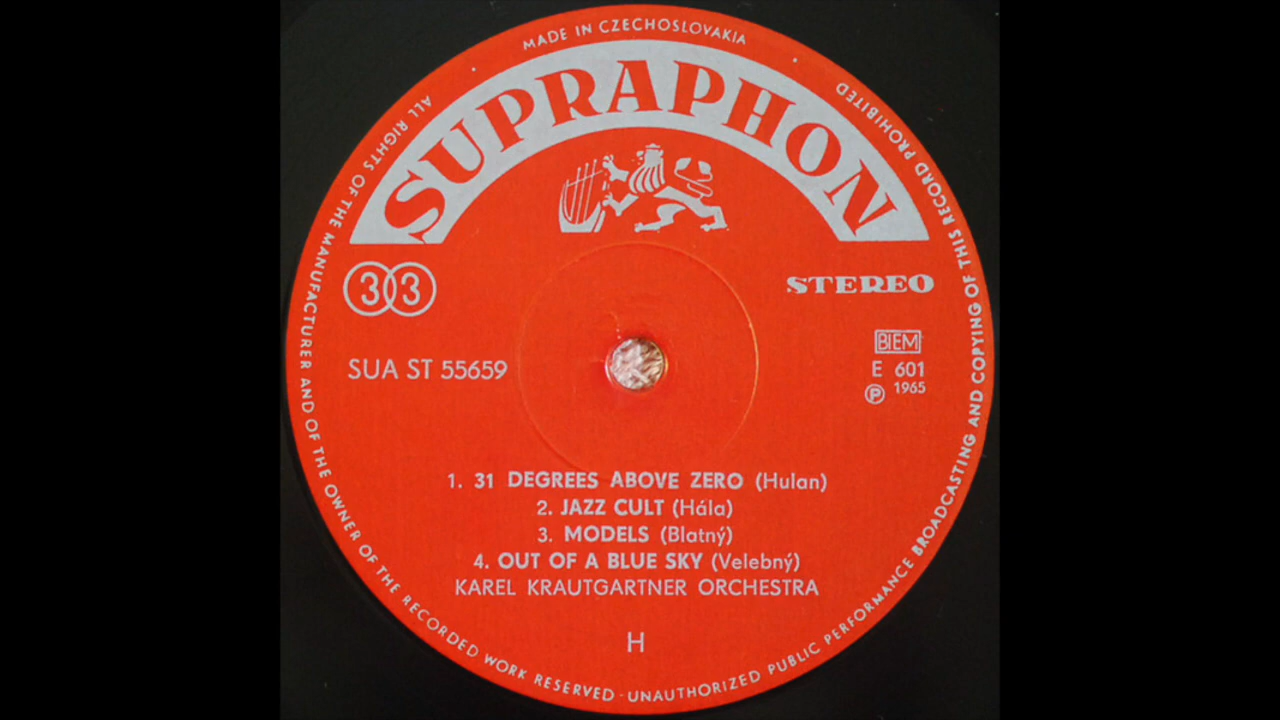 MADE IN CZECHOSLOVAKIA
SUPRAPHON
33
STEREO
BIEM
SUA ST 55659
E 601
℗ 1965
1. 31 DEGREES ABOVE ZERO (Hulan)
2. JAZZ CULT (Hála)
3. MODELS (Blatný)
4. OUT OF A BLUE SKY (Velebný)
KAREL KRAUTGARTNER ORCHESTRA
H
ALL RIGHTS OF THE MANUFACTURER AND OF THE OWNER OF THE RECORDED WORK RESERVED · UNAUTHORIZED PUBLIC PERFORMANCE BROADCASTING AND COPYING OF THIS RECORD PROHIBITED